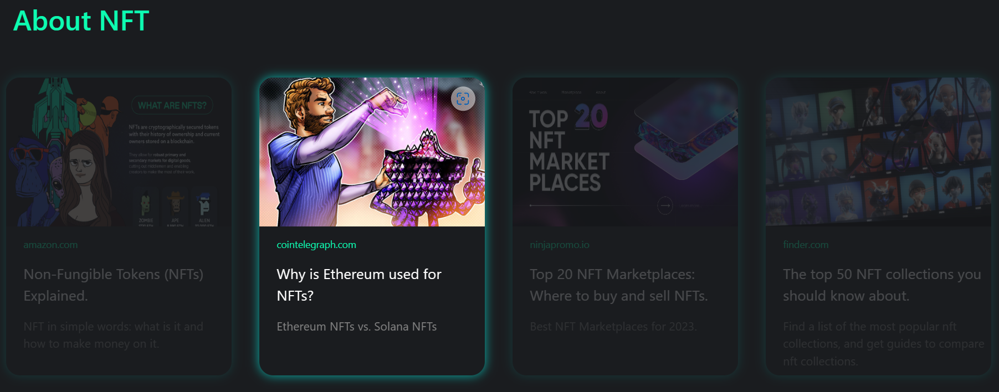 About NFT
WHAT ARE NFTS?
NFTs are cryptographically secured tokens
with their history of ownership and current
owners stored on a blockchain.
They allow for robust primary and
secondary markets for digital goods,
cutting out middlemen and enabling
creators to make the most of their work.
ZOMBIE
APE
ALIEN
amazon.com
Non-Fungible Tokens (NFTs)
Explained.
NFT in simple words: what is it and
how to make money on it.
cointelegraph.com
Why is Ethereum used for
NFTs?
Ethereum NFTs vs. Solana NFTs
TOP 20
NFT
MARKET
PLACES
ninjapromo.io
Top 20 NFT Marketplaces:
Where to buy and sell NFTs.
Best NFT Marketplaces for 2023.
finder.com
The top 50 NFT collections you
should know about.
Find a list of the most popular nft
collections, and get guides to compare
nft collections.